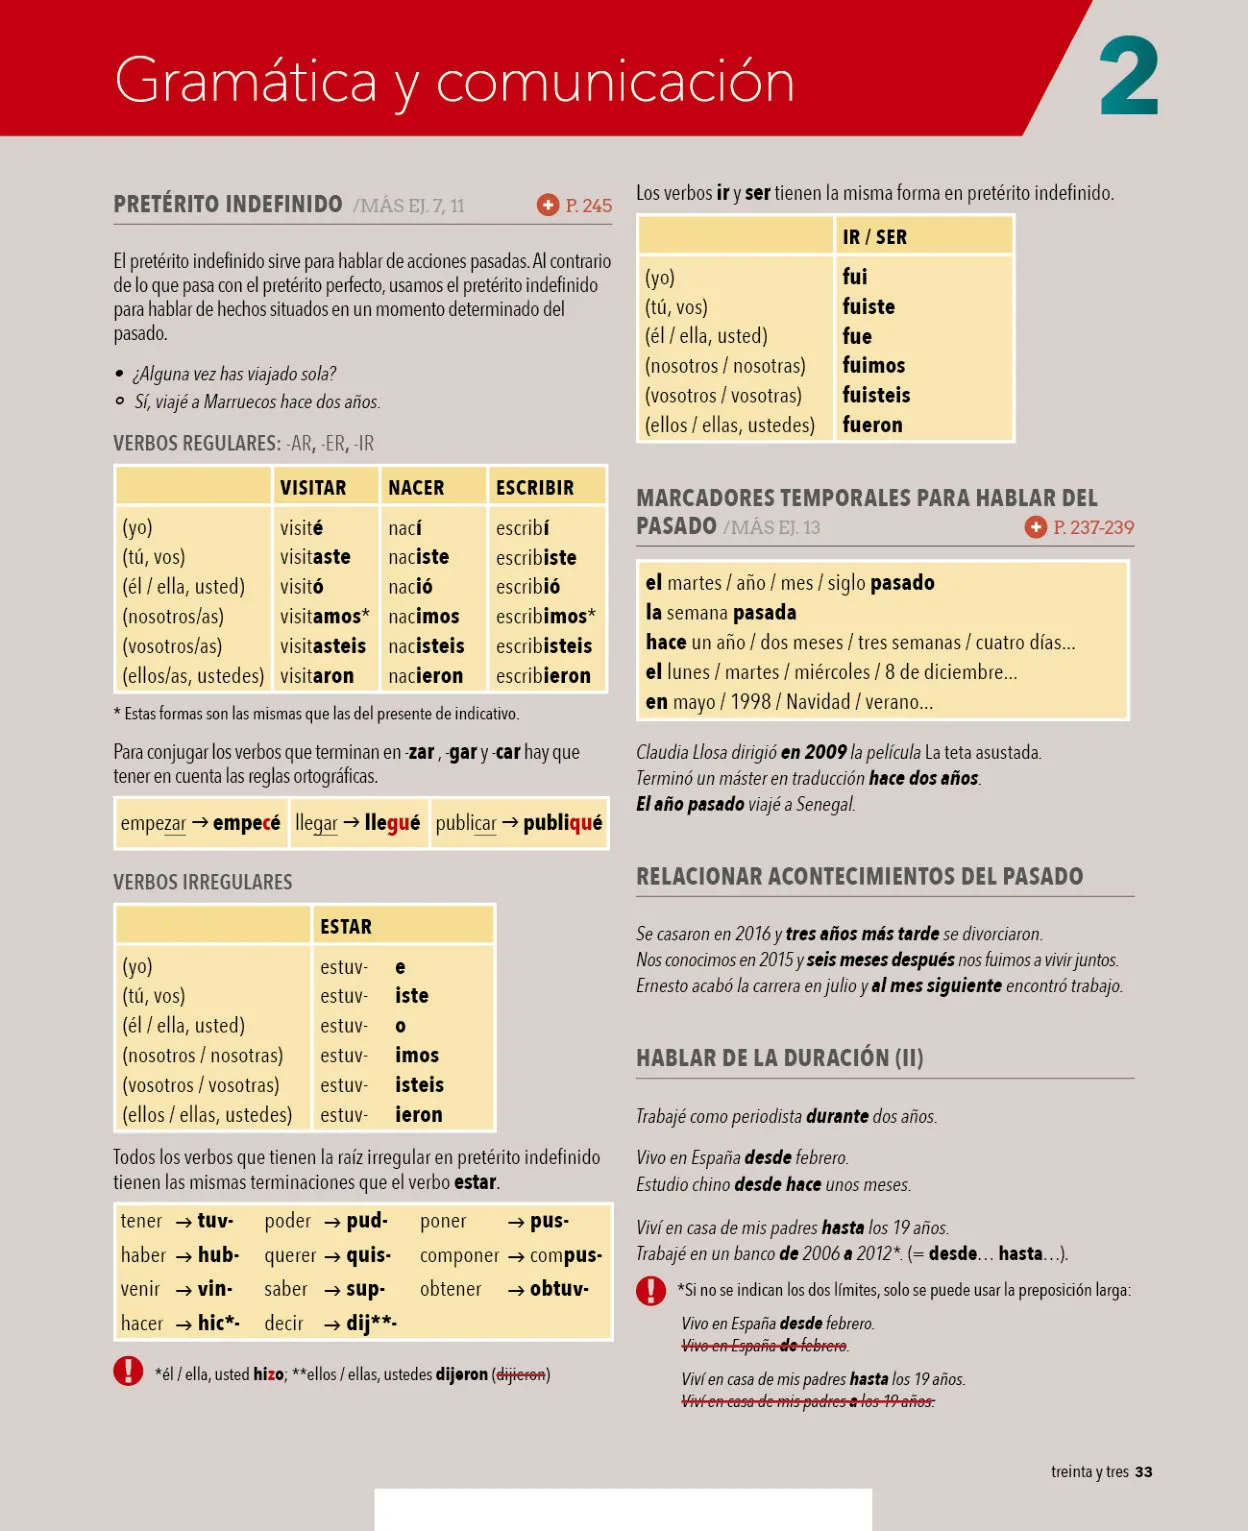 Gramática y comunicación
2
PRETÉRITO INDEFINIDO /MÁS EJ. 7, 11 + P. 245
El pretérito indefinido sirve para hablar de acciones pasadas. Al contrario
de lo que pasa con el pretérito perfecto, usamos el pretérito indefinido
para hablar de hechos situados en un momento determinado del
pasado.
• ¿Alguna vez has viajado sola?
○ Sí, viajé a Marruecos hace dos años.
VERBOS REGULARES: -AR, -ER, -IR
VISITAR NACER ESCRIBIR
(yo) visité nací escribí
(tú, vos) visitaste naciste escribiste
(él / ella, usted) visitó nació escribió
(nosotros/as) visitamos* nacimos escribimos*
(vosotros/as) visitasteis nacisteis escribisteis
(ellos/as, ustedes) visitaron nacieron escribieron
* Estas formas son las mismas que las del presente de indicativo.
Para conjugar los verbos que terminan en -zar , -gar y -car hay que
tener en cuenta las reglas ortográficas.
empezar → empecé llegar → llegué publicar → publiqué
VERBOS IRREGULARES
ESTAR
(yo) estuv- e
(tú, vos) estuv- iste
(él / ella, usted) estuv- o
(nosotros / nosotras) estuv- imos
(vosotros / vosotras) estuv- isteis
(ellos / ellas, ustedes) estuv- ieron
Todos los verbos que tienen la raíz irregular en pretérito indefinido
tienen las mismas terminaciones que el verbo estar.
tener → tuv- poder → pud- poner → pus-
haber → hub- querer → quis- componer → compus-
venir → vin- saber → sup- obtener → obtuv-
hacer → hic*- decir → dij**-
! *él / ella, usted hizo; **ellos / ellas, ustedes dijeron (dijieron)
Los verbos ir y ser tienen la misma forma en pretérito indefinido.
IR / SER
(yo) fui
(tú, vos) fuiste
(él / ella, usted) fue
(nosotros / nosotras) fuimos
(vosotros / vosotras) fuisteis
(ellos / ellas, ustedes) fueron
MARCADORES TEMPORALES PARA HABLAR DEL
PASADO /MÁS EJ. 13 + P. 237-239
el martes / año / mes / siglo pasado
la semana pasada
hace un año / dos meses / tres semanas / cuatro días...
el lunes / martes / miércoles / 8 de diciembre...
en mayo / 1998 / Navidad / verano...
Claudia Llosa dirigió en 2009 la película La teta asustada.
Terminó un máster en traducción hace dos años.
El año pasado viajé a Senegal.
RELACIONAR ACONTECIMIENTOS DEL PASADO
Se casaron en 2016 y tres años más tarde se divorciaron.
Nos conocimos en 2015 y seis meses después nos fuimos a vivir juntos.
Ernesto acabó la carrera en julio y al mes siguiente encontró trabajo.
HABLAR DE LA DURACIÓN (II)
Trabajé como periodista durante dos años.
Vivo en España desde febrero.
Estudio chino desde hace unos meses.
Viví en casa de mis padres hasta los 19 años.
Trabajé en un banco de 2006 a 2012*. (= desde... hasta...).
! *Si no se indican los dos límites, solo se puede usar la preposición larga:
Vivo en España desde febrero.
Vivo en España de febrero.
Viví en casa de mis padres hasta los 19 años.
Viví en casa de mis padres a los 19 años.
treinta y tres 33